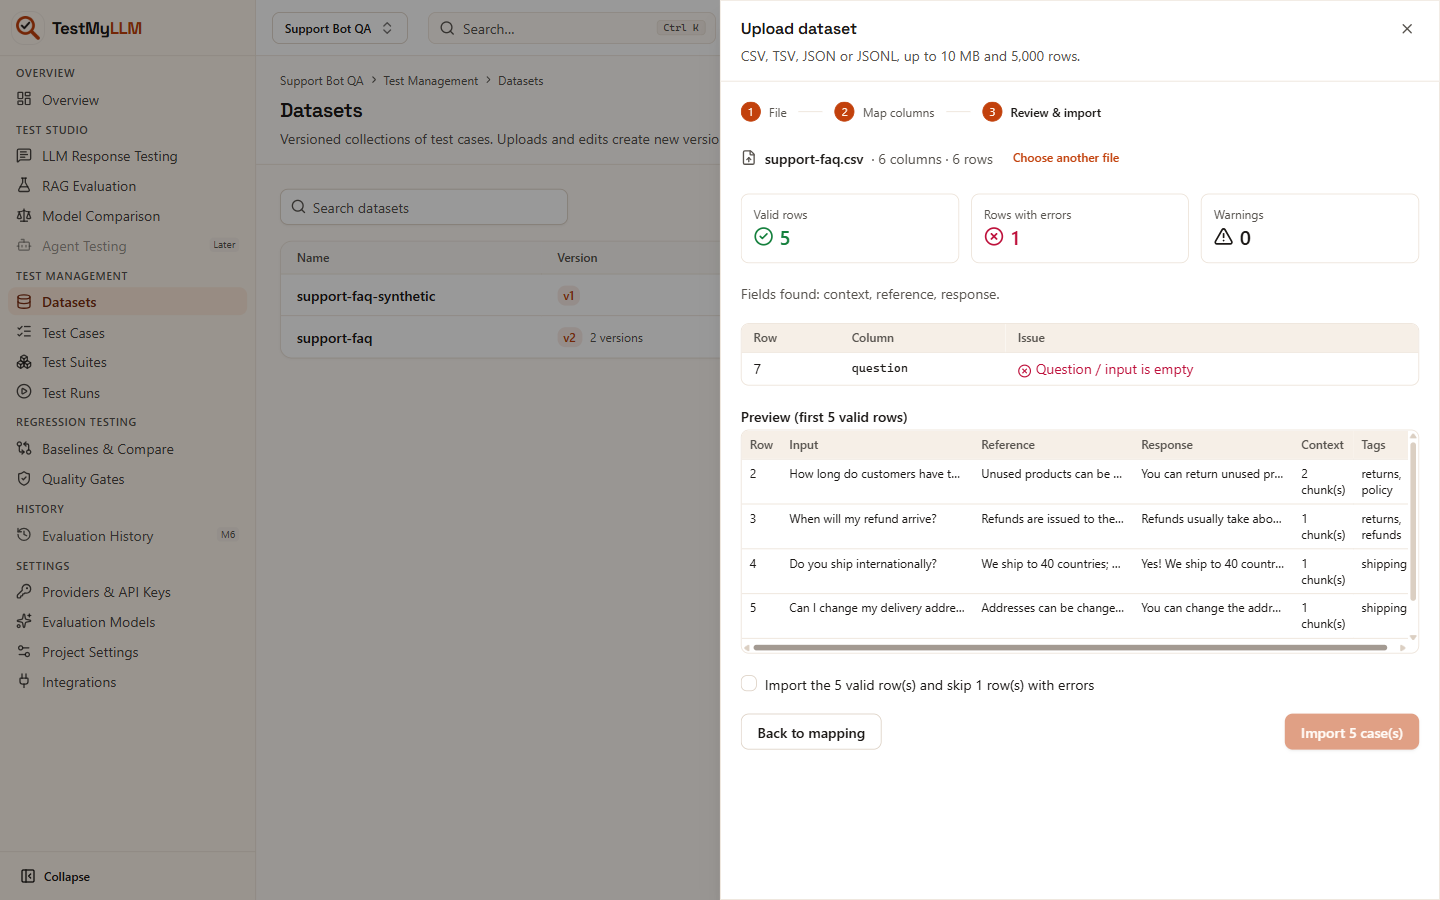 TestMyLLM
OVERVIEW
Overview
TEST STUDIO
LLM Response Testing
RAG Evaluation
Model Comparison
Agent Testing Later
TEST MANAGEMENT
Datasets
Test Cases
Test Suites
Test Runs
REGRESSION TESTING
Baselines & Compare
Quality Gates
HISTORY
Evaluation History M6
SETTINGS
Providers & API Keys
Evaluation Models
Project Settings
Integrations
Collapse
Support Bot QA Search... Ctrl K
Support Bot QA > Test Management > Datasets
Datasets
Versioned collections of test cases. Uploads and edits create new versio
Search datasets
Name Version
support-faq-synthetic v1
support-faq v2 2 versions
Upload dataset
CSV, TSV, JSON or JSONL, up to 10 MB and 5,000 rows.
1 File 2 Map columns 3 Review & import
support-faq.csv · 6 columns · 6 rows Choose another file
Valid rows
5
Rows with errors
1
Warnings
0
Fields found: context, reference, response.
Row Column Issue
7 question Question / input is empty
Preview (first 5 valid rows)
Row Input Reference Response Context Tags
2 How long do customers have t... Unused products can be ... You can return unused pr... 2 chunk(s) returns, policy
3 When will my refund arrive? Refunds are issued to the... Refunds usually take abo... 1 chunk(s) returns, refunds
4 Do you ship internationally? We ship to 40 countries; ... Yes! We ship to 40 countr... 1 chunk(s) shipping
5 Can I change my delivery addre... Addresses can be change... You can change the addr... 1 chunk(s) shipping
Import the 5 valid row(s) and skip 1 row(s) with errors
Back to mapping Import 5 case(s)